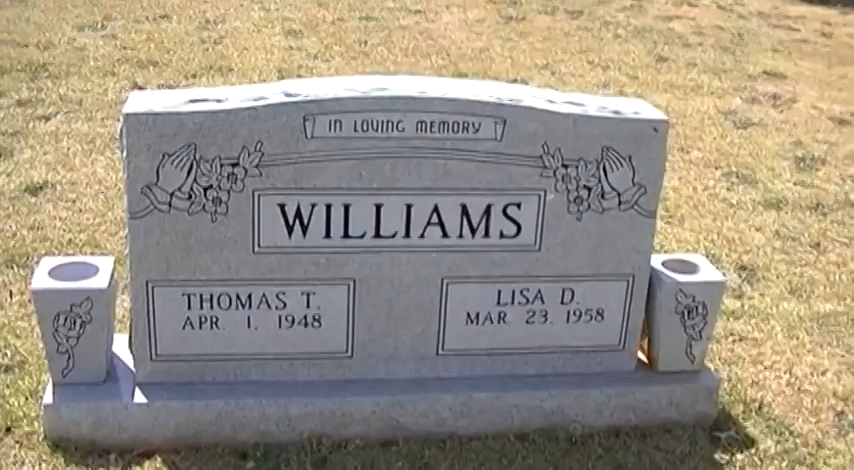 IN LOVING MEMORY
WILLIAMS
THOMAS T.
APR. 1, 1948
LISA D.
MAR. 23, 1958